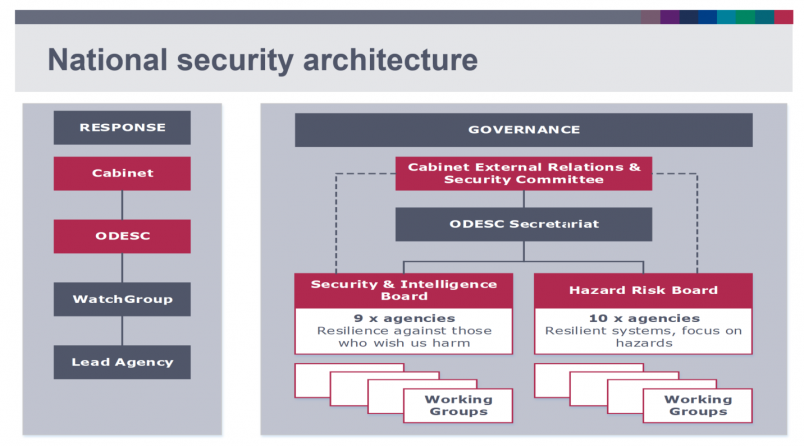 National security architecture
RESPONSE
Cabinet
ODESC
WatchGroup
Lead Agency
GOVERNANCE
Cabinet External Relations &
Security Committee
ODESC Secretariat
Security & Intelligence
Board
9 x agencies
Resilience against those
who wish us harm
Working
Groups
Hazard Risk Board
10 x agencies
Resilient systems, focus on
hazards
Working
Groups